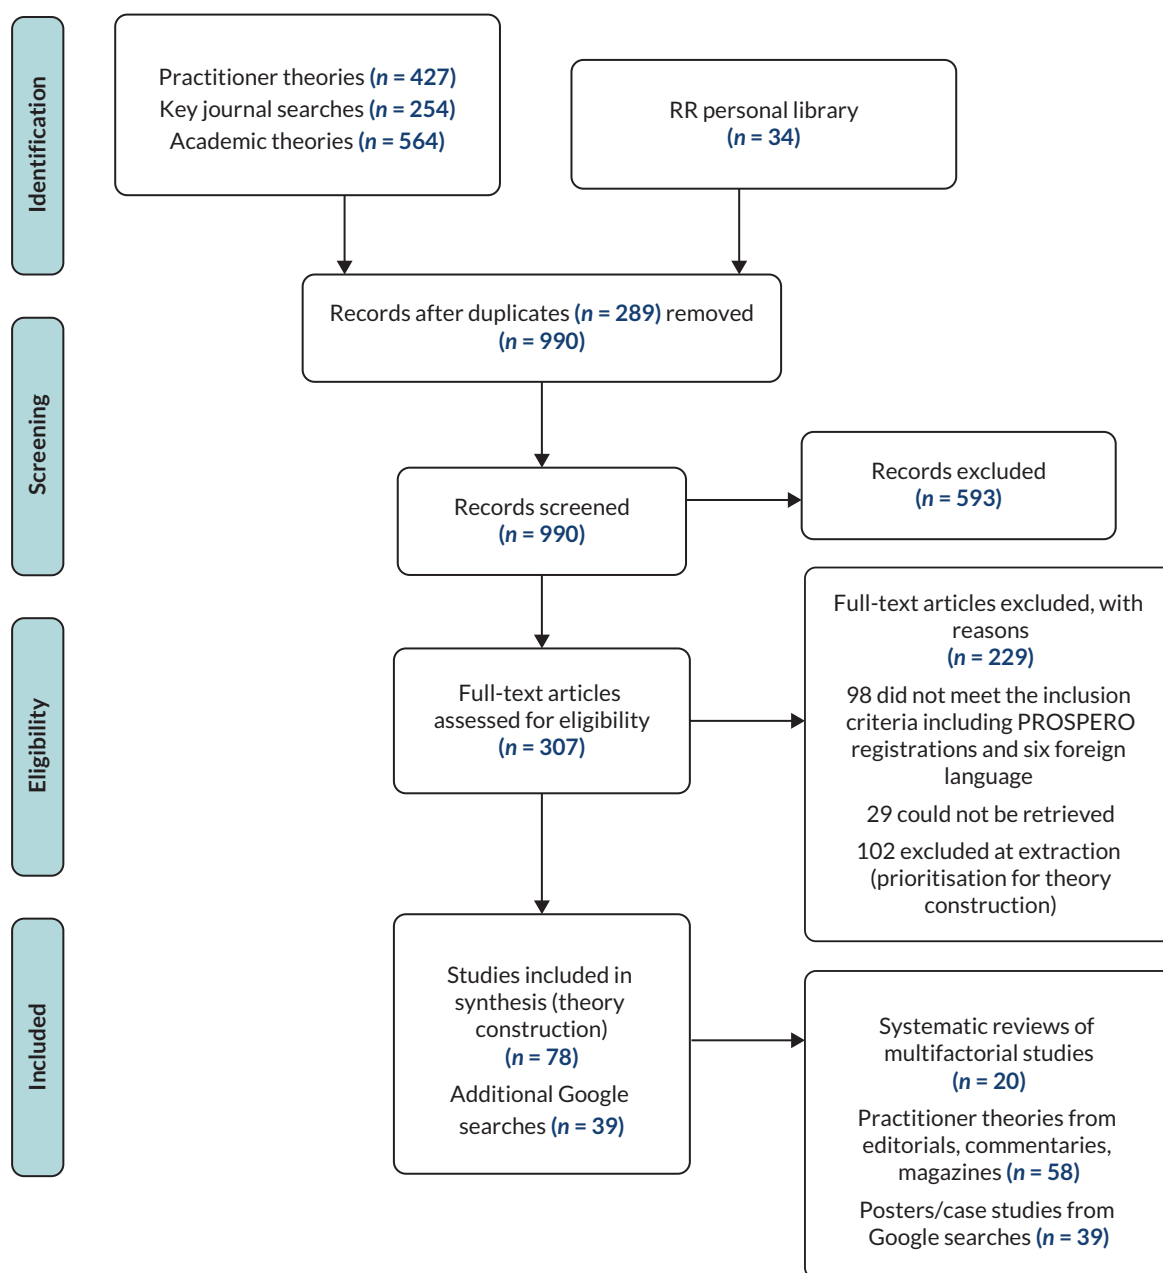 Identification
Practitioner theories (n = 427)
Key journal searches (n = 254)
Academic theories (n = 564)
RR personal library
(n = 34)
Records after duplicates (n = 289) removed
(n = 990)
Screening
Records screened
(n = 990)
Records excluded
(n = 593)
Eligibility
Full-text articles
assessed for eligibility
(n = 307)
Full-text articles excluded, with
reasons
(n = 229)
98 did not meet the inclusion
criteria including PROSPERO
registrations and six foreign
language
29 could not be retrieved
102 excluded at extraction
(prioritisation for theory
construction)
Included
Studies included in
synthesis (theory
construction)
(n = 78)
Additional Google
searches (n = 39)
Systematic reviews of
multifactorial studies
(n = 20)
Practitioner theories from
editorials, commentaries,
magazines (n = 58)
Posters/case studies from
Google searches (n = 39)